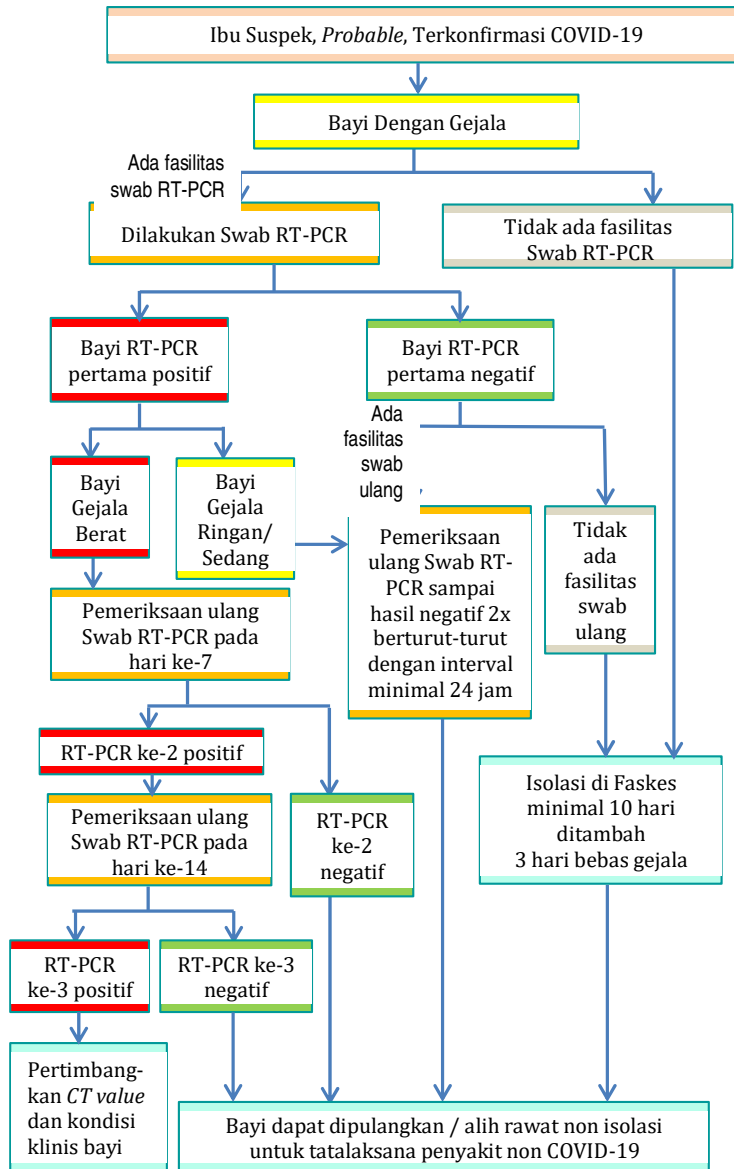 Ibu Suspek, Probable, Terkonfirmasi COVID-19
Bayi Dengan Gejala
Ada fasilitas
swab RT-PCR
Dilakukan Swab RT-PCR
Tidak ada fasilitas
Swab RT-PCR
Bayi RT-PCR
pertama positif
Bayi RT-PCR
pertama negatif
Ada
fasilitas
swab
ulang
Bayi
Gejala
Berat
Bayi
Gejala
Ringan/
Sedang
Pemeriksaan
ulang Swab RT-
PCR sampai
hasil negatif 2x
berturut-turut
dengan interval
minimal 24 jam
Tidak
ada
fasilitas
swab
ulang
Pemeriksaan ulang
Swab RT-PCR pada
hari ke-7
RT-PCR ke-2 positif
Pemeriksaan ulang
Swab RT-PCR pada
hari ke-14
RT-PCR
ke-2
negatif
Isolasi di Faskes
minimal 10 hari
ditambah
3 hari bebas gejala
RT-PCR
ke-3 positif
RT-PCR ke-3
negatif
Pertimbang-
kan CT value
dan kondisi
klinis bayi
Bayi dapat dipulangkan / alih rawat non isolasi
untuk tatalaksana penyakit non COVID-19